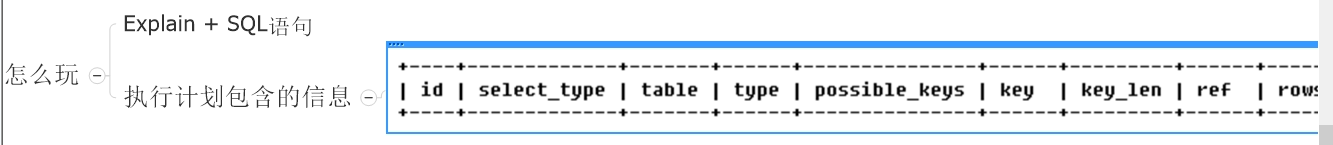 怎么玩
Explain + SQL语句
执行计划包含的信息
+----+-------------+-------+------+---------------+------+---------+------+-----
| id | select_type | table | type | possible_keys | key | key_len | ref | rows
+----+-------------+-------+------+---------------+------+---------+------+-----